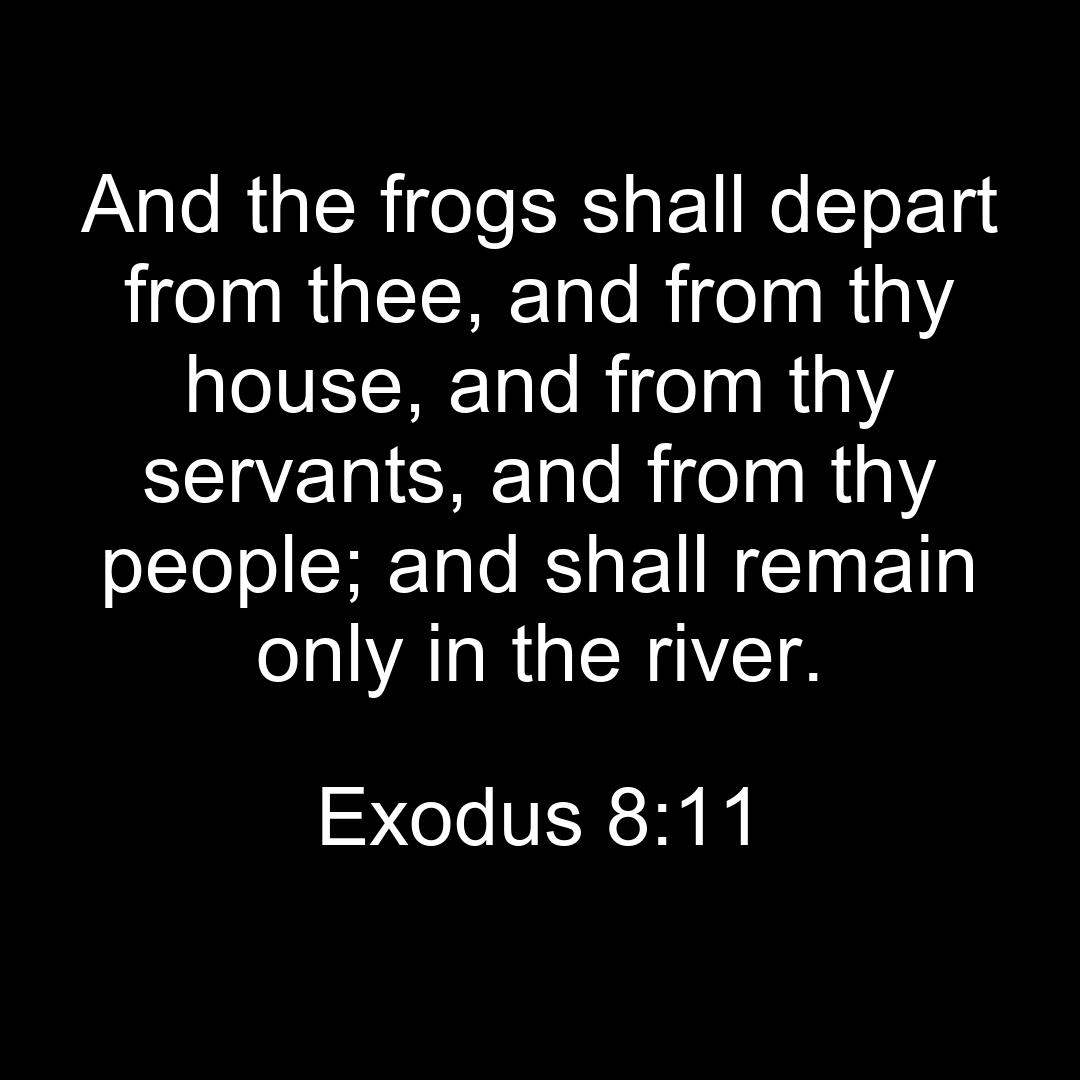 And the frogs shall depart
from thee, and from thy
house, and from thy
servants, and from thy
people; and shall remain
only in the river.
Exodus 8:11